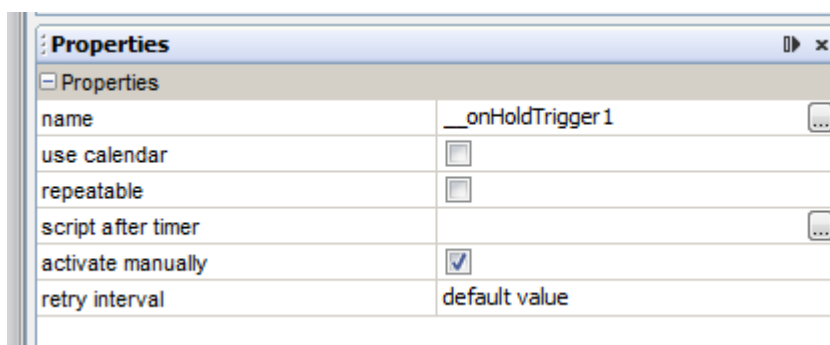 Properties
Properties
name __onHoldTrigger1 ...
use calendar
repeatable
script after timer ...
activate manually
retry interval default value